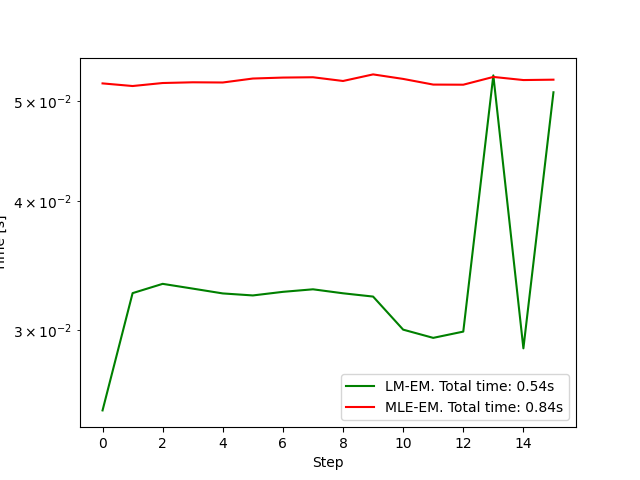 5 × 10⁻²
4 × 10⁻²
3 × 10⁻²
0 2 4 6 8 10 12 14
Step
LM-EM. Total time: 0.54s
MLE-EM. Total time: 0.84s